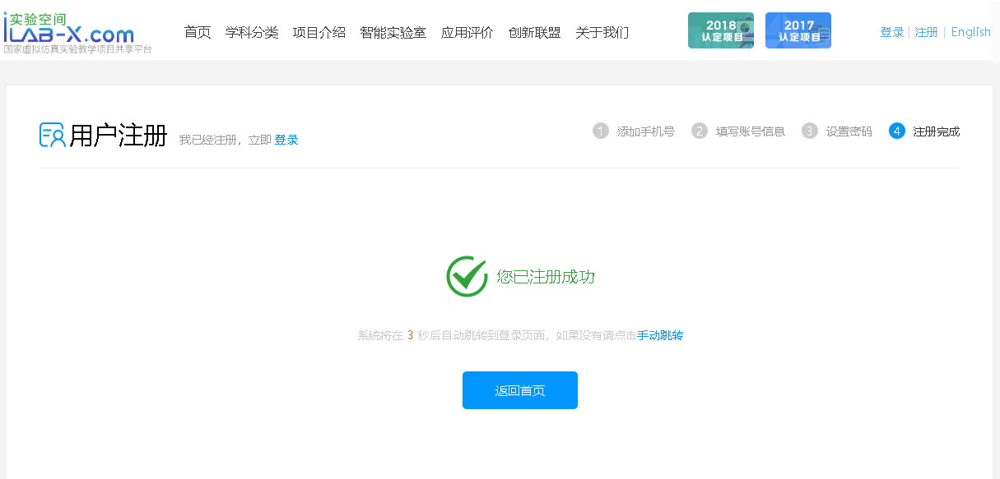 实验空间
iLAB-X.com
国家虚拟仿真实验教学项目共享平台
首页 学科分类 项目介绍 智能实验室 应用评价 创新联盟 关于我们
2018
认定项目
2017
认定项目
登录 | 注册 | English
用户注册 我已经注册，立即 登录
1 添加手机号 2 填写账号信息 3 设置密码 4 注册完成
您已注册成功
系统将在 3 秒后自动跳转到登录页面，如果没有请点击手动跳转
返回首页